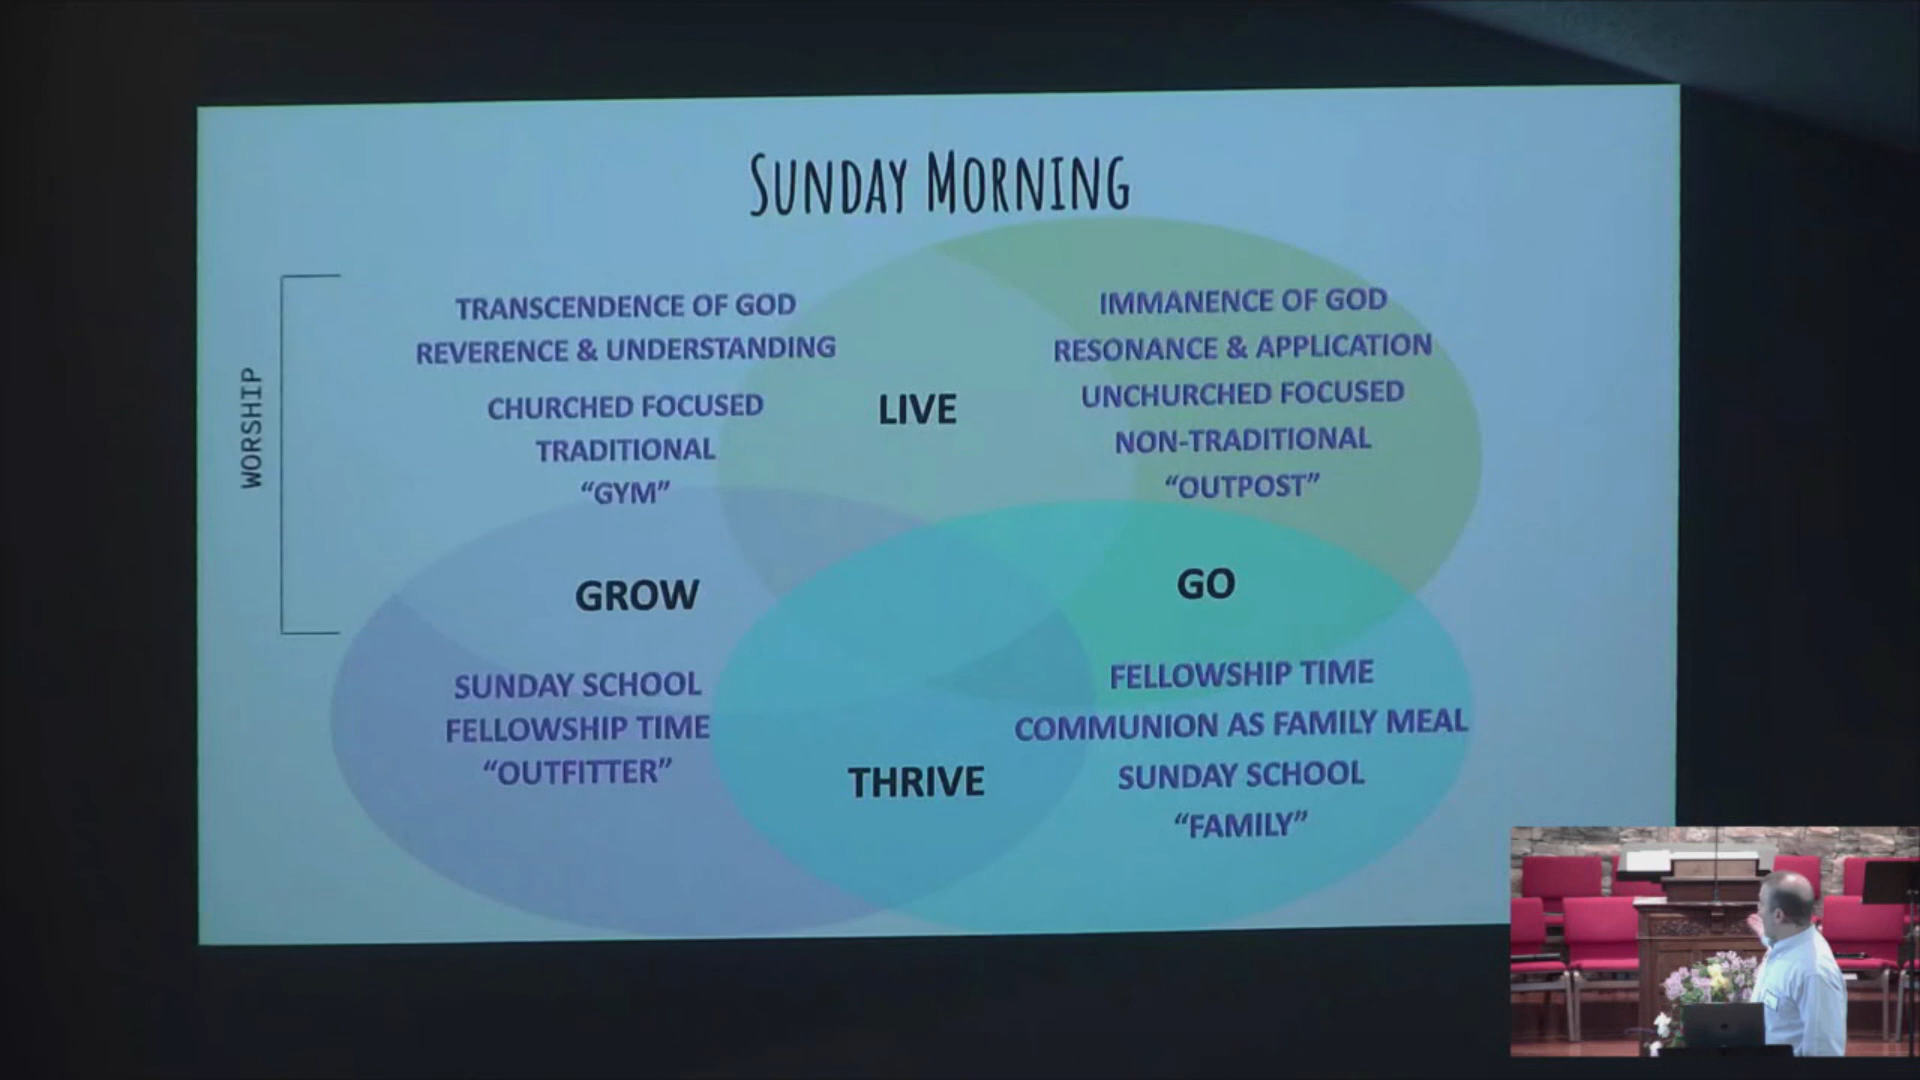 SUNDAY MORNING
WORSHIP
TRANSCENDENCE OF GOD
REVERENCE & UNDERSTANDING
CHURCHED FOCUSED
TRADITIONAL
“GYM”
LIVE
IMMANENCE OF GOD
RESONANCE & APPLICATION
UNCHURCHED FOCUSED
NON-TRADITIONAL
“OUTPOST”
GROW
GO
SUNDAY SCHOOL
FELLOWSHIP TIME
“OUTFITTER”
THRIVE
FELLOWSHIP TIME
COMMUNION AS FAMILY MEAL
SUNDAY SCHOOL
“FAMILY”